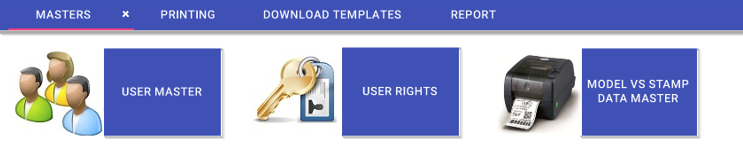 MASTERS × PRINTING DOWNLOAD TEMPLATES REPORT
USER MASTER
USER RIGHTS
MODEL VS STAMP
DATA MASTER